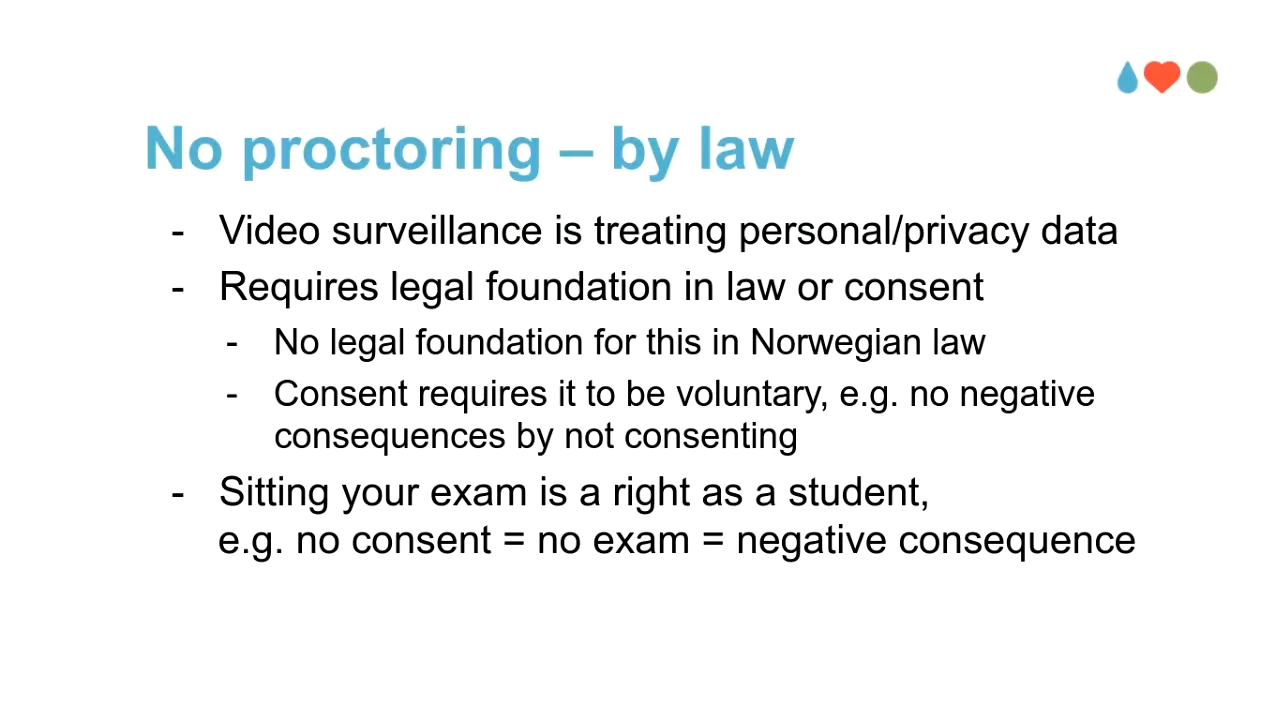 No proctoring – by law
- Video surveillance is treating personal/privacy data
- Requires legal foundation in law or consent
- No legal foundation for this in Norwegian law
- Consent requires it to be voluntary, e.g. no negative
consequences by not consenting
- Sitting your exam is a right as a student,
e.g. no consent = no exam = negative consequence